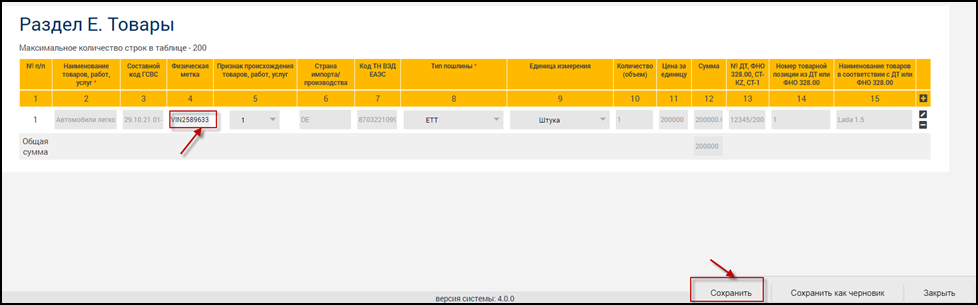 Раздел E. Товары
Максимальное количество строк в таблице - 200
№ п/п Наименование товаров, работ, услуг * Составной код ГСВС Физическая метка Признак происхождения товаров, работ, услуг Страна импорта/производства Код ТН ВЭД ЕАЭС Тип пошлины * Единица измерения Количество (объем) Цена за единицу Сумма № ДТ, ФНО 328.00, СТ-KZ, СТ-1 Номер товарной позиции из ДТ или ФНО 328.00 Наименование товаров в соответствии с ДТ или ФНО 328.00
1 2 3 4 5 6 7 8 9 10 11 12 13 14 15
1 Автомобили легко 29.10.21.01- VIN2589633 1 DE 8703221099 ЕТТ Штука 1 200000 200000.0 12345/200 1 Lada 1.5
Общая сумма 200000
Сохранить Сохранить как черновик Закрыть
версия системы: 4.0.0